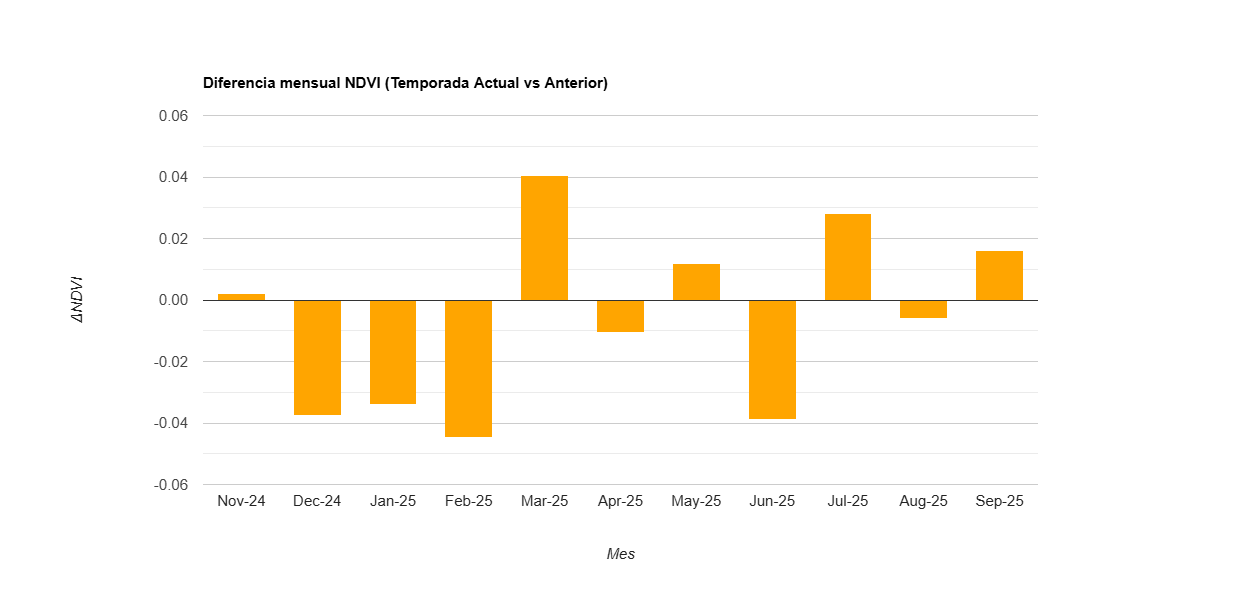 Diferencia mensual NDVI (Temporada Actual vs Anterior)
0.06
0.04
0.02
0.00
-0.02
-0.04
-0.06
ΔNDVI
Nov-24 Dec-24 Jan-25 Feb-25 Mar-25 Apr-25 May-25 Jun-25 Jul-25 Aug-25 Sep-25
Mes